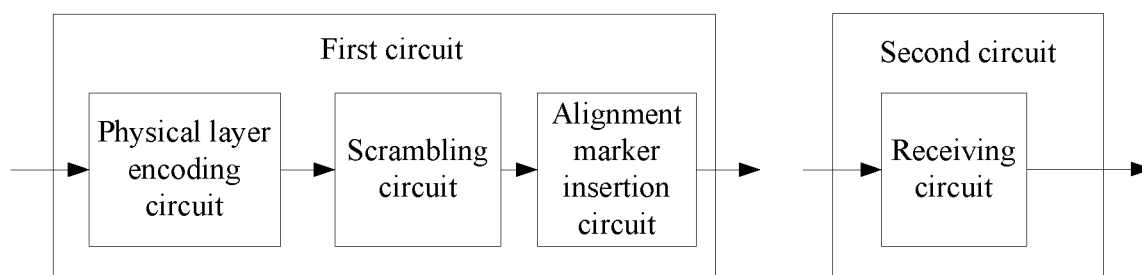 First circuit
Physical layer
encoding
circuit
Scrambling
circuit
Alignment
marker
insertion
circuit
Second circuit
Receiving
circuit